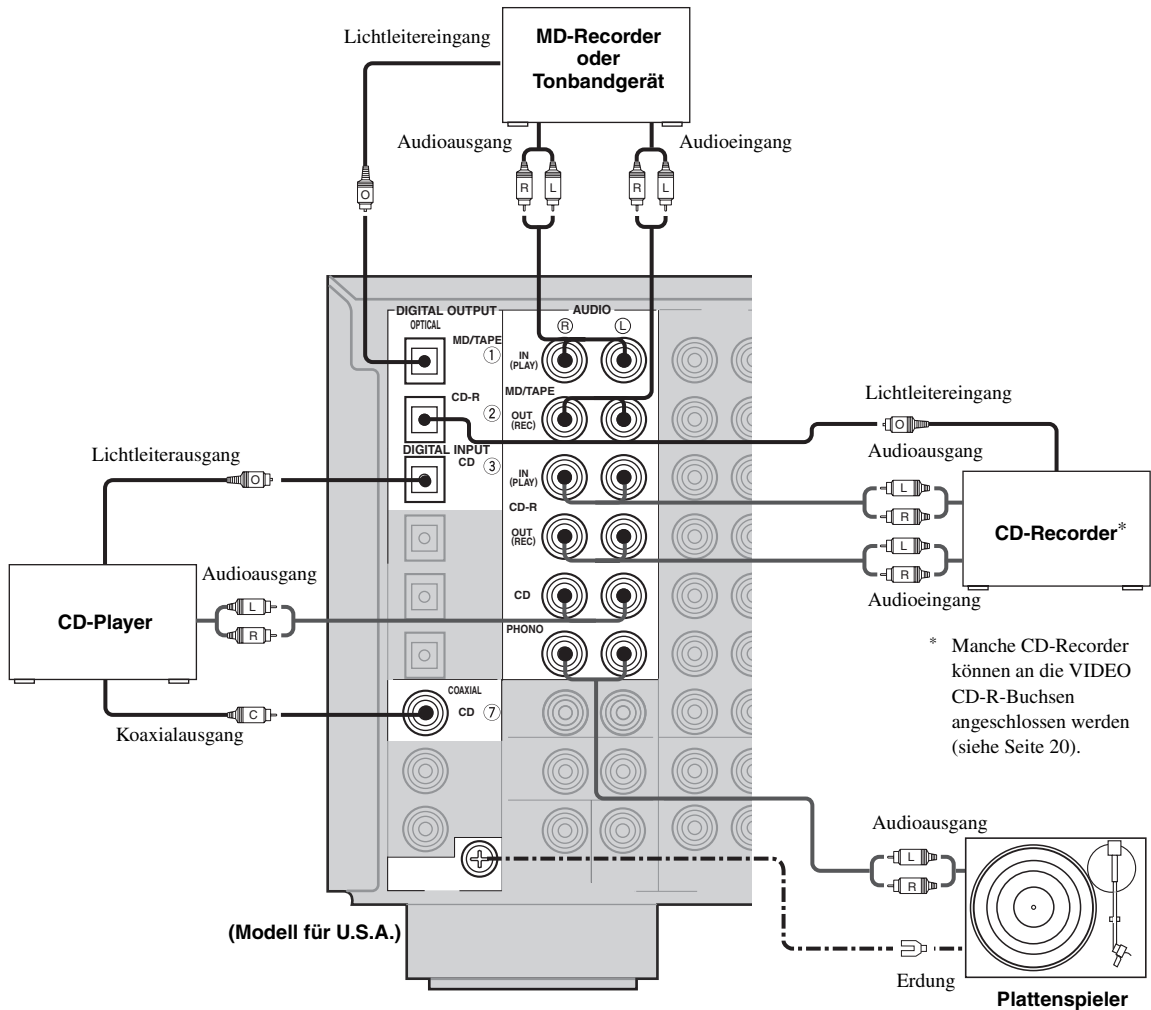 Lichtleitereingang
MD-Recorder
oder
Tonbandgerät
Audioausgang
Audioeingang
O
R L
R L
DIGITAL OUTPUT
OPTICAL
MD/TAPE
①
CD-R
②
DIGITAL INPUT
CD ③
AUDIO
Ⓡ Ⓛ
IN
(PLAY)
MD/TAPE
OUT
(REC)
IN
(PLAY)
CD-R
OUT
(REC)
CD
PHONO
COAXIAL
CD ⑦
Lichtleiterausgang
O
Audioausgang
L
R
CD-Player
C
Koaxialausgang
Lichtleitereingang
O
Audioausgang
L
R
L
R
Audioeingang
CD-Recorder*
* Manche CD-Recorder
können an die VIDEO
CD-R-Buchsen
angeschlossen werden
(siehe Seite 20).
Audioausgang
L
R
Erdung
Plattenspieler
(Modell für U.S.A.)